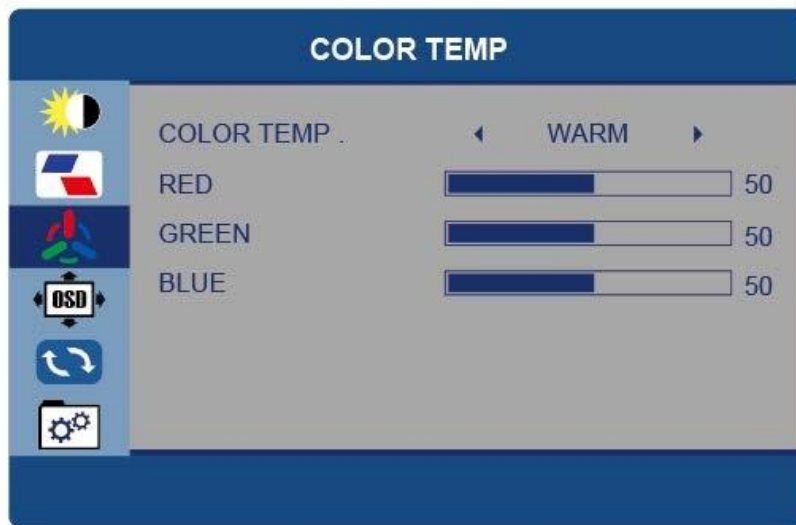 COLOR TEMP
COLOR TEMP . WARM
RED 50
GREEN 50
BLUE 50
OSD